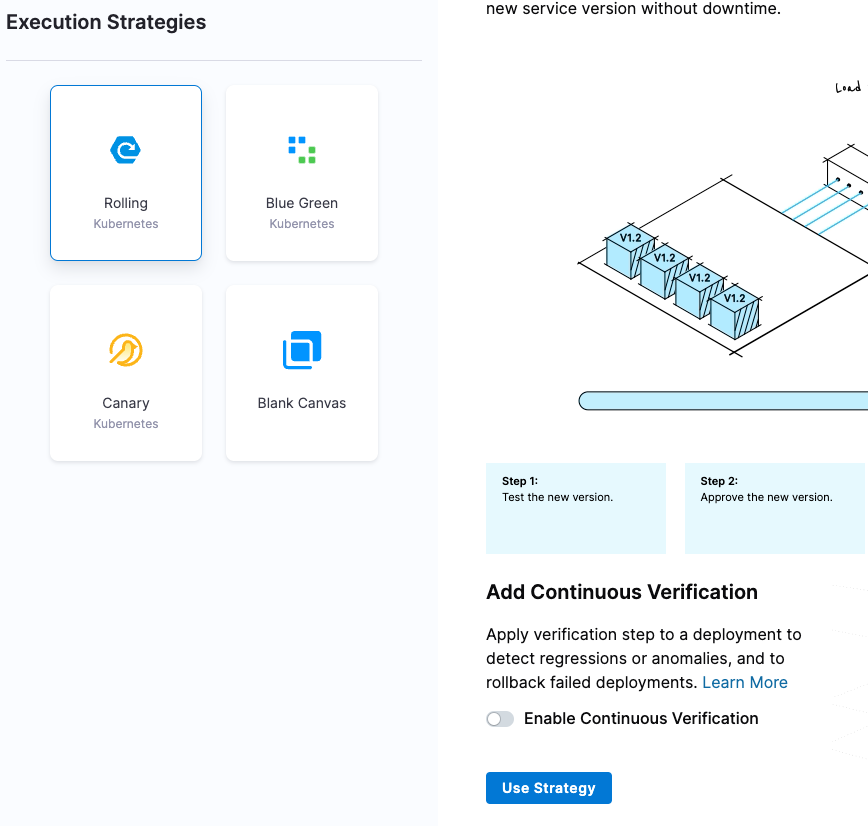 Execution Strategies
Rolling
Kubernetes
Blue Green
Kubernetes
Canary
Kubernetes
Blank Canvas
new service version without downtime.
Load
V1.2
V1.2
V1.2
V1.2
Step 1:
Test the new version.
Step 2:
Approve the new version.
Add Continuous Verification
Apply verification step to a deployment to
detect regressions or anomalies, and to
rollback failed deployments. Learn More
Enable Continuous Verification
Use Strategy